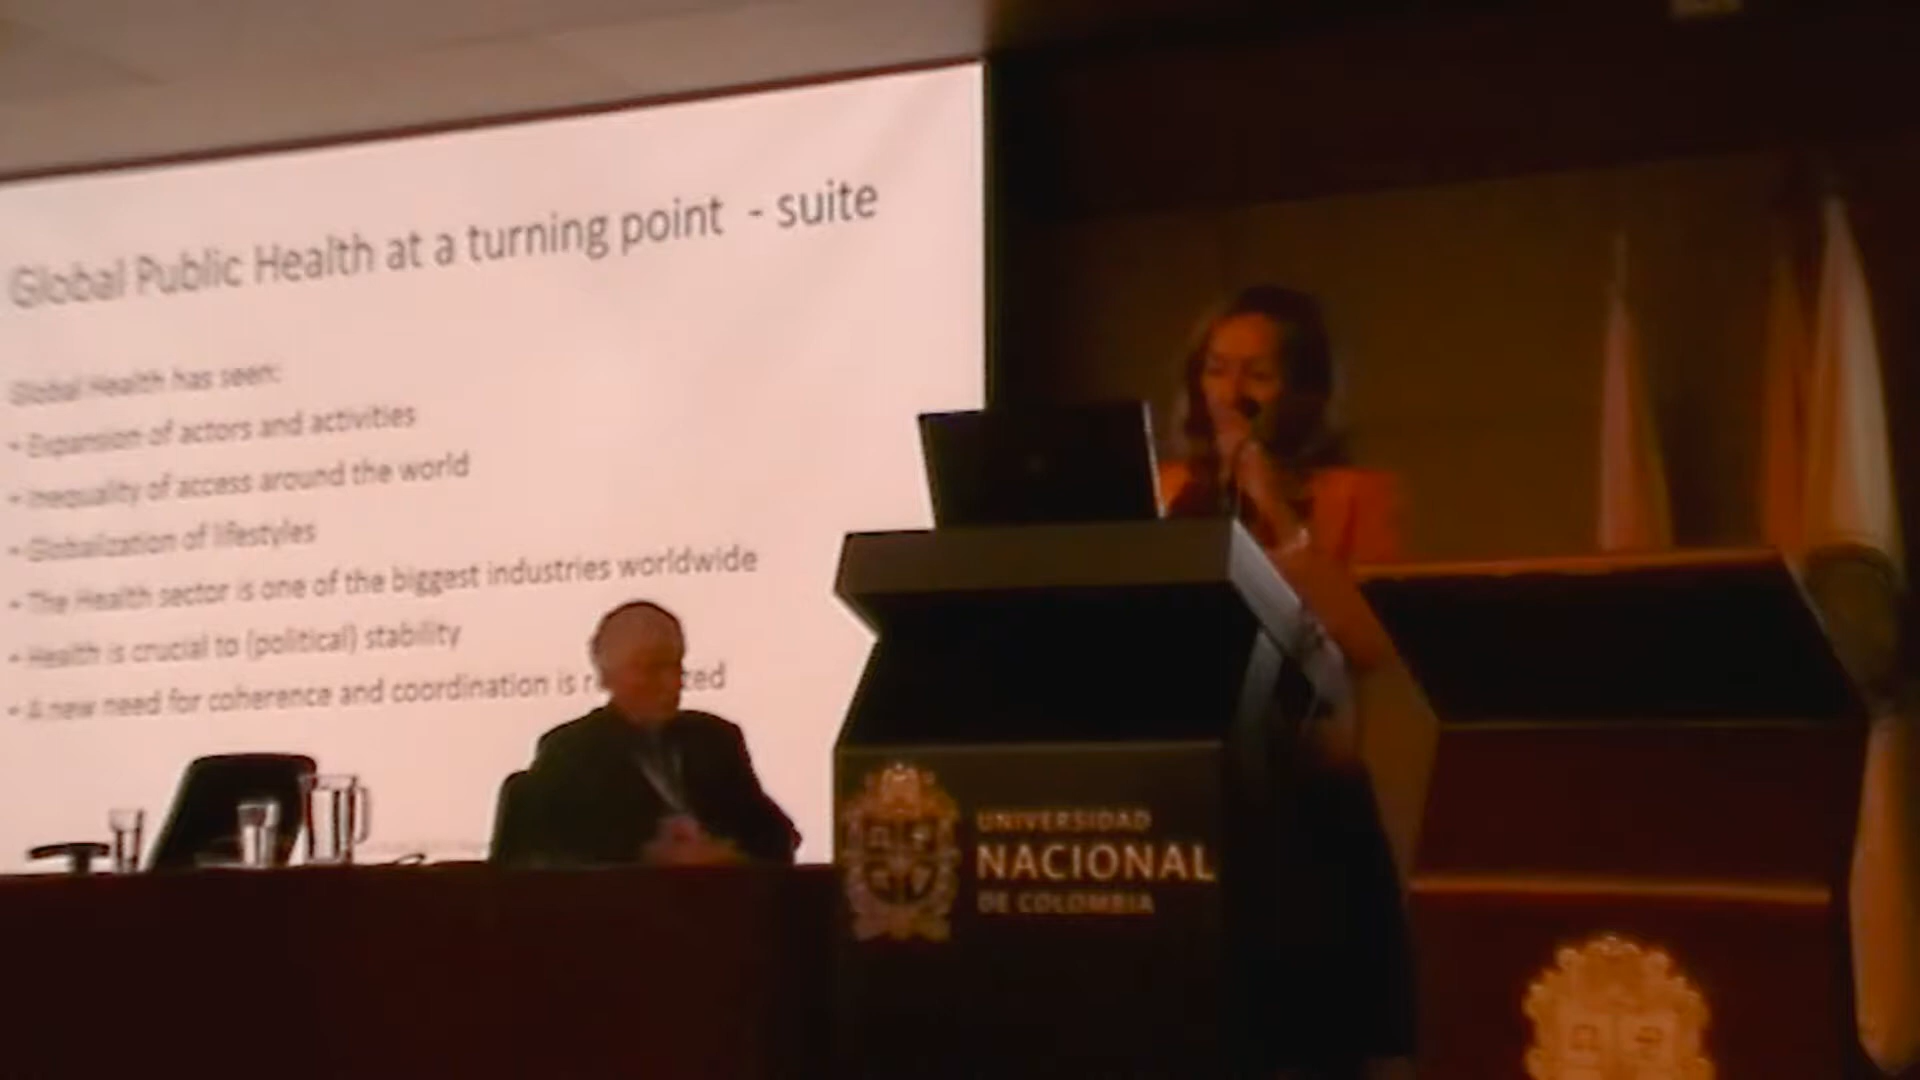 Global Public Health at a turning point - suite
Global Health has seen:
• Expansion of actors and activities
• Inequality of access around the world
• Globalization of lifestyles
• The Health sector is one of the biggest industries worldwide
• Health is crucial to (political) stability
• A new need for coherence and coordination is
UNIVERSIDAD
NACIONAL
DE COLOMBIA